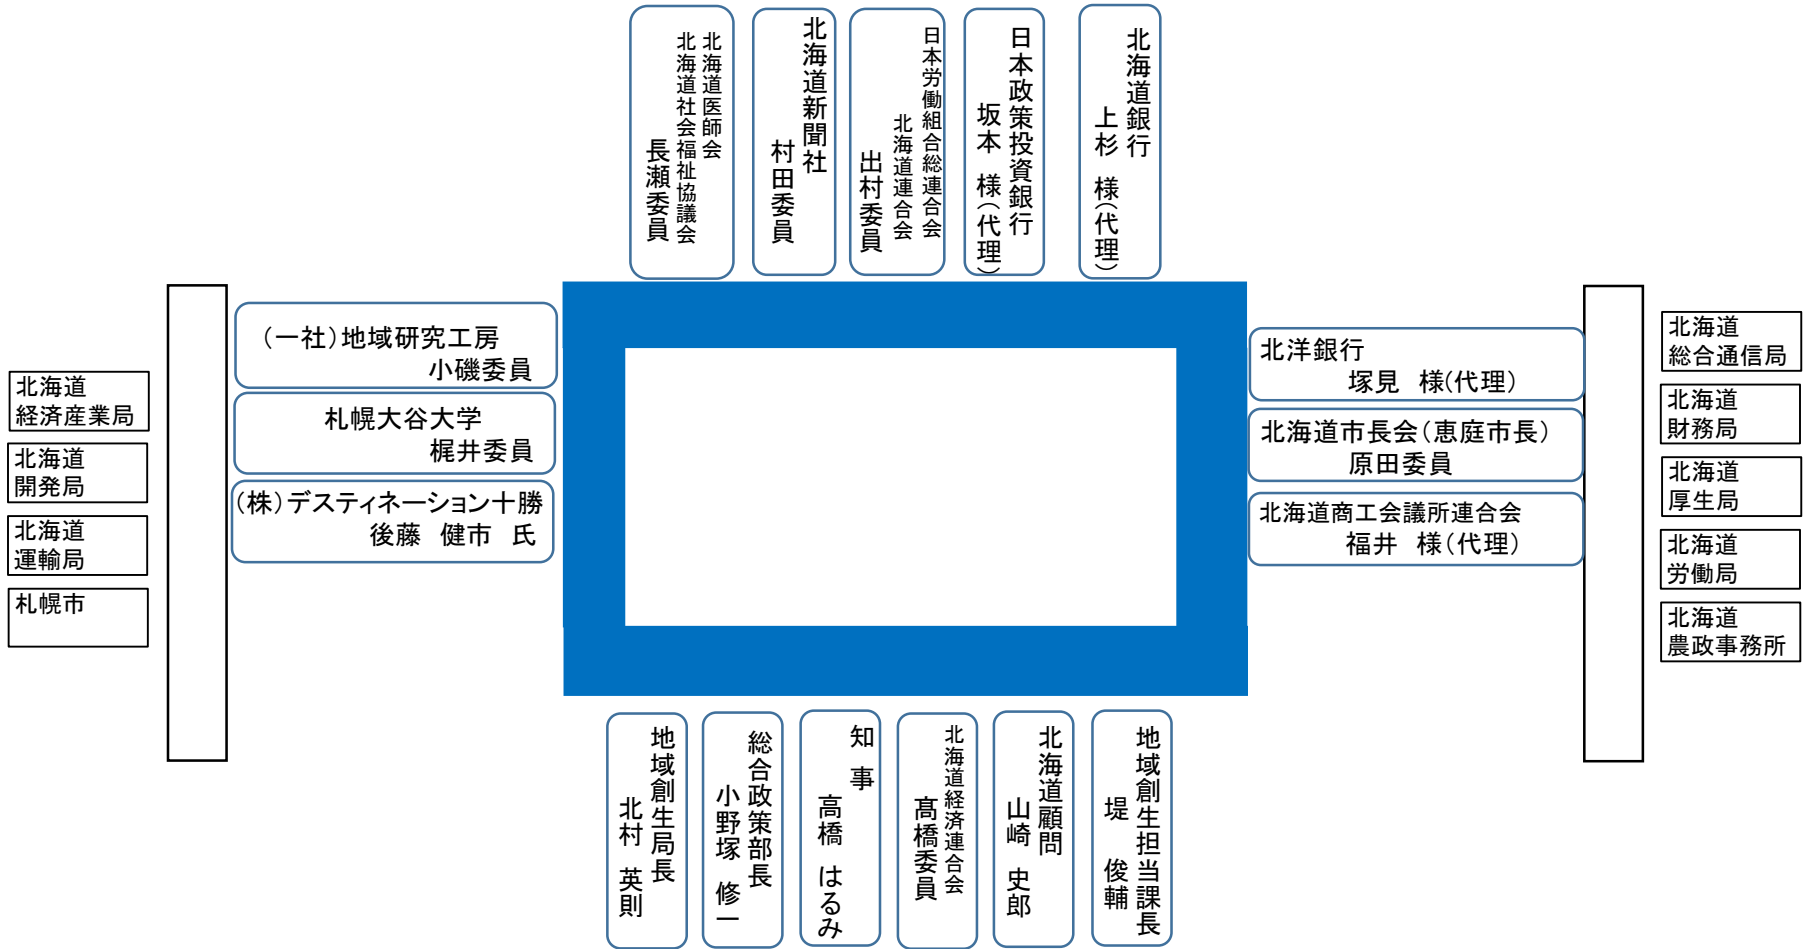 北海道医師会
北海道社会福祉協議会
長瀬委員
北海道新聞社
村田委員
日本労働組合総連合会
北海道連合会
出村委員
日本政策投資銀行
坂本　様（代理）
北海道銀行
上杉　様（代理）
（一社）地域研究工房
小磯委員
札幌大谷大学
梶井委員
（株）デスティネーション十勝
後藤　健市　氏
北海道
経済産業局
北海道
開発局
北海道
運輸局
札幌市
北洋銀行
塚見　様（代理）
北海道市長会（恵庭市長）
原田委員
北海道商工会議所連合会
福井　様（代理）
北海道
総合通信局
北海道
財務局
北海道
厚生局
北海道
労働局
北海道
農政事務所
地域創生局長
北村　英則
総合政策部長
小野塚　修一
知　事
高橋　はるみ
北海道経済連合会
髙橋委員
北海道顧問
山崎　史郎
地域創生担当課長
堤　俊輔